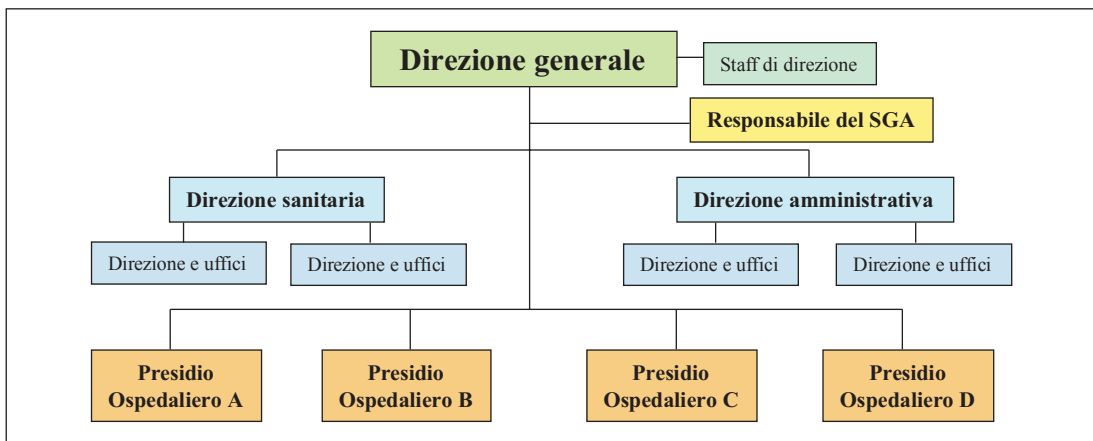 Direzione generale
Staff di direzione
Responsabile del SGA
Direzione sanitaria
Direzione amministrativa
Direzione e uffici
Direzione e uffici
Direzione e uffici
Direzione e uffici
Presidio
Ospedaliero A
Presidio
Ospedaliero B
Presidio
Ospedaliero C
Presidio
Ospedaliero D